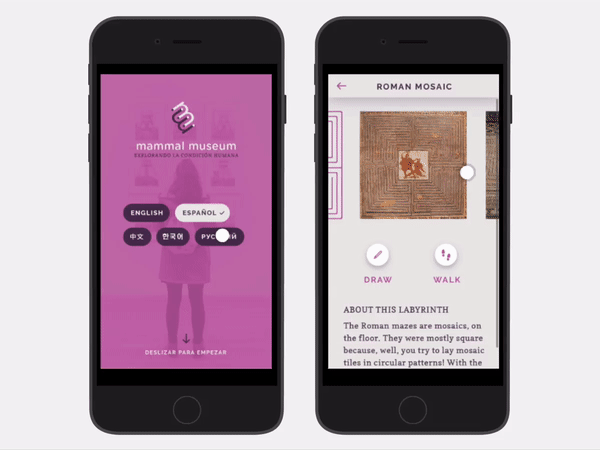 mammal museum
EXPLORANDO LA CONDICIÓN HUMANA
ENGLISH
ESPAÑOL
中文
한국어
DESLIZAR PARA EMPEZAR
ROMAN MOSAIC
DRAW
WALK
ABOUT THIS LABYRINTH
The Roman mazes are mosaics, on
the floor. They were mostly square
because, well, you try to lay mosaic
tiles in circular patterns! With the